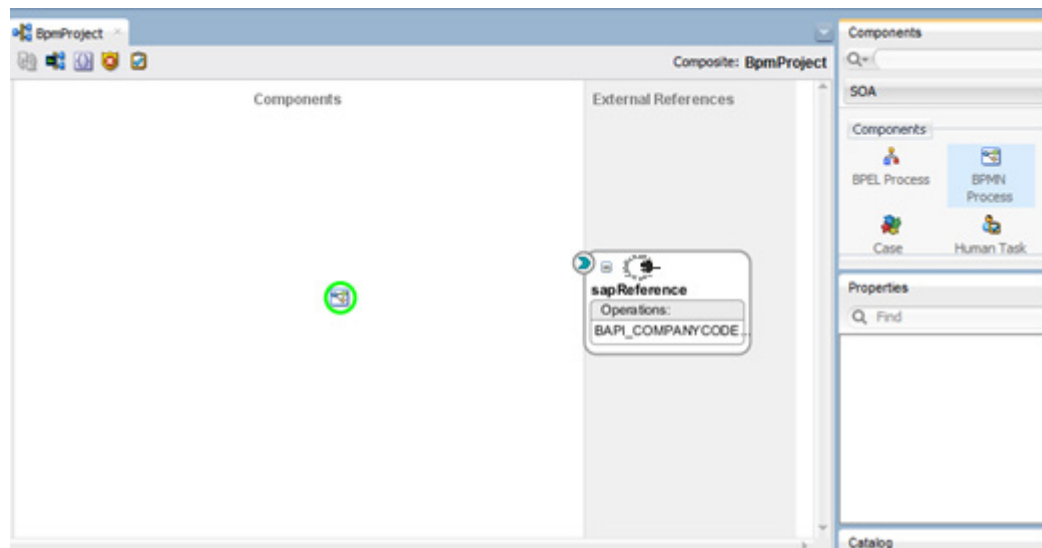 BpmProject
Composite: BpmProject
Components
External References
sapReference
Operations:
BAPI_COMPANYCODE...
Components
SOA
Components
BPEL Process
BPMN
Process
Case
Human Task
Properties
Find
Catalog